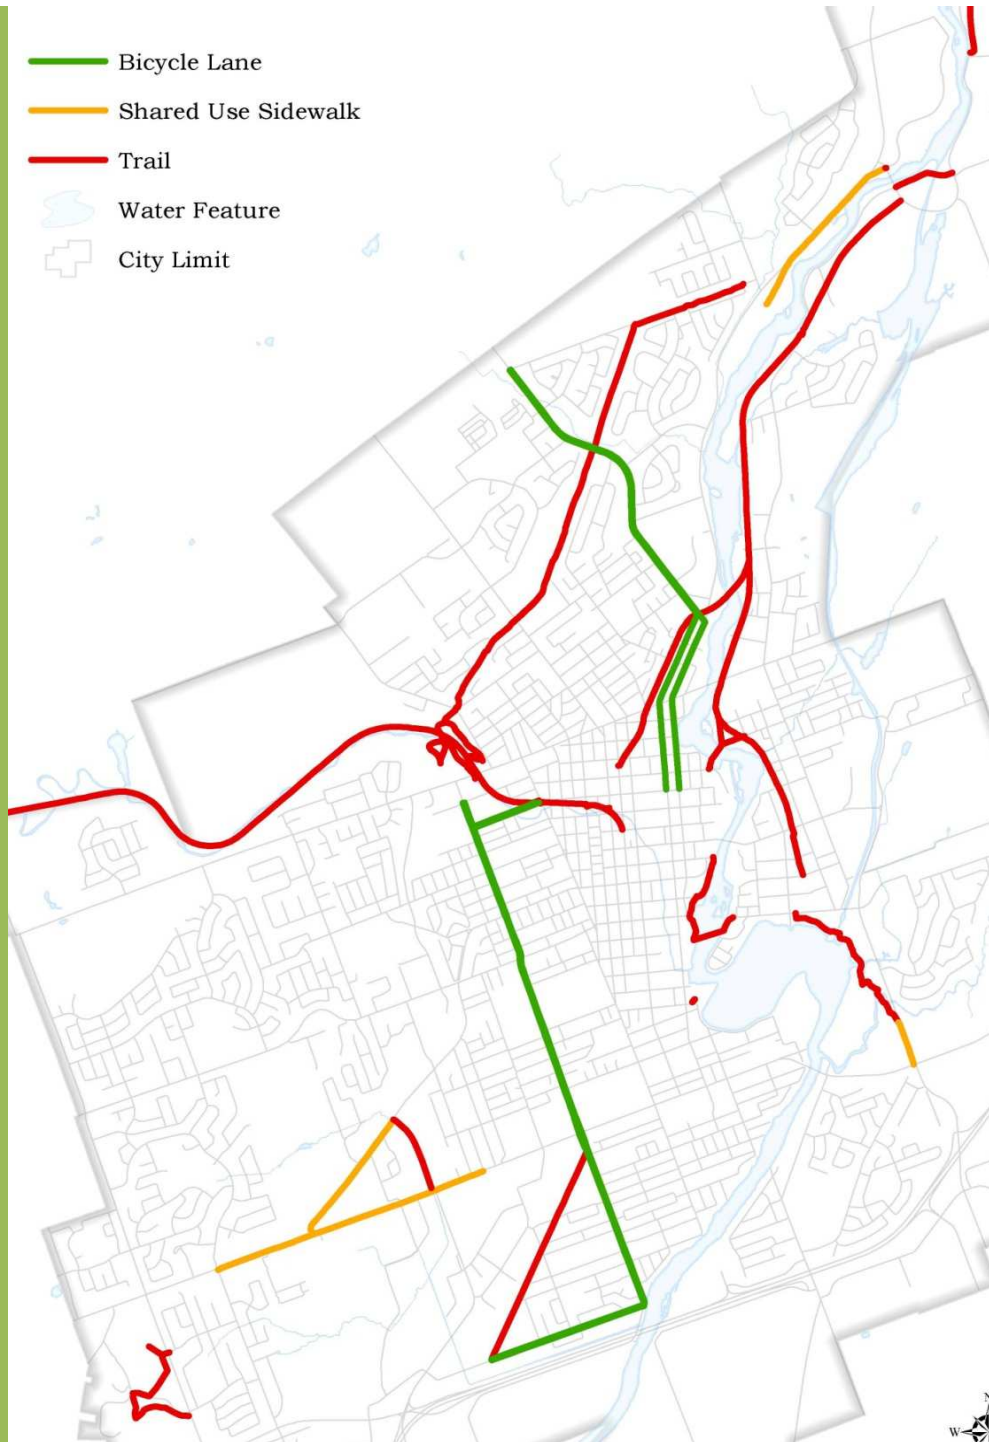 Bicycle Lane
Shared Use Sidewalk
Trail
Water Feature
City Limit
N
W